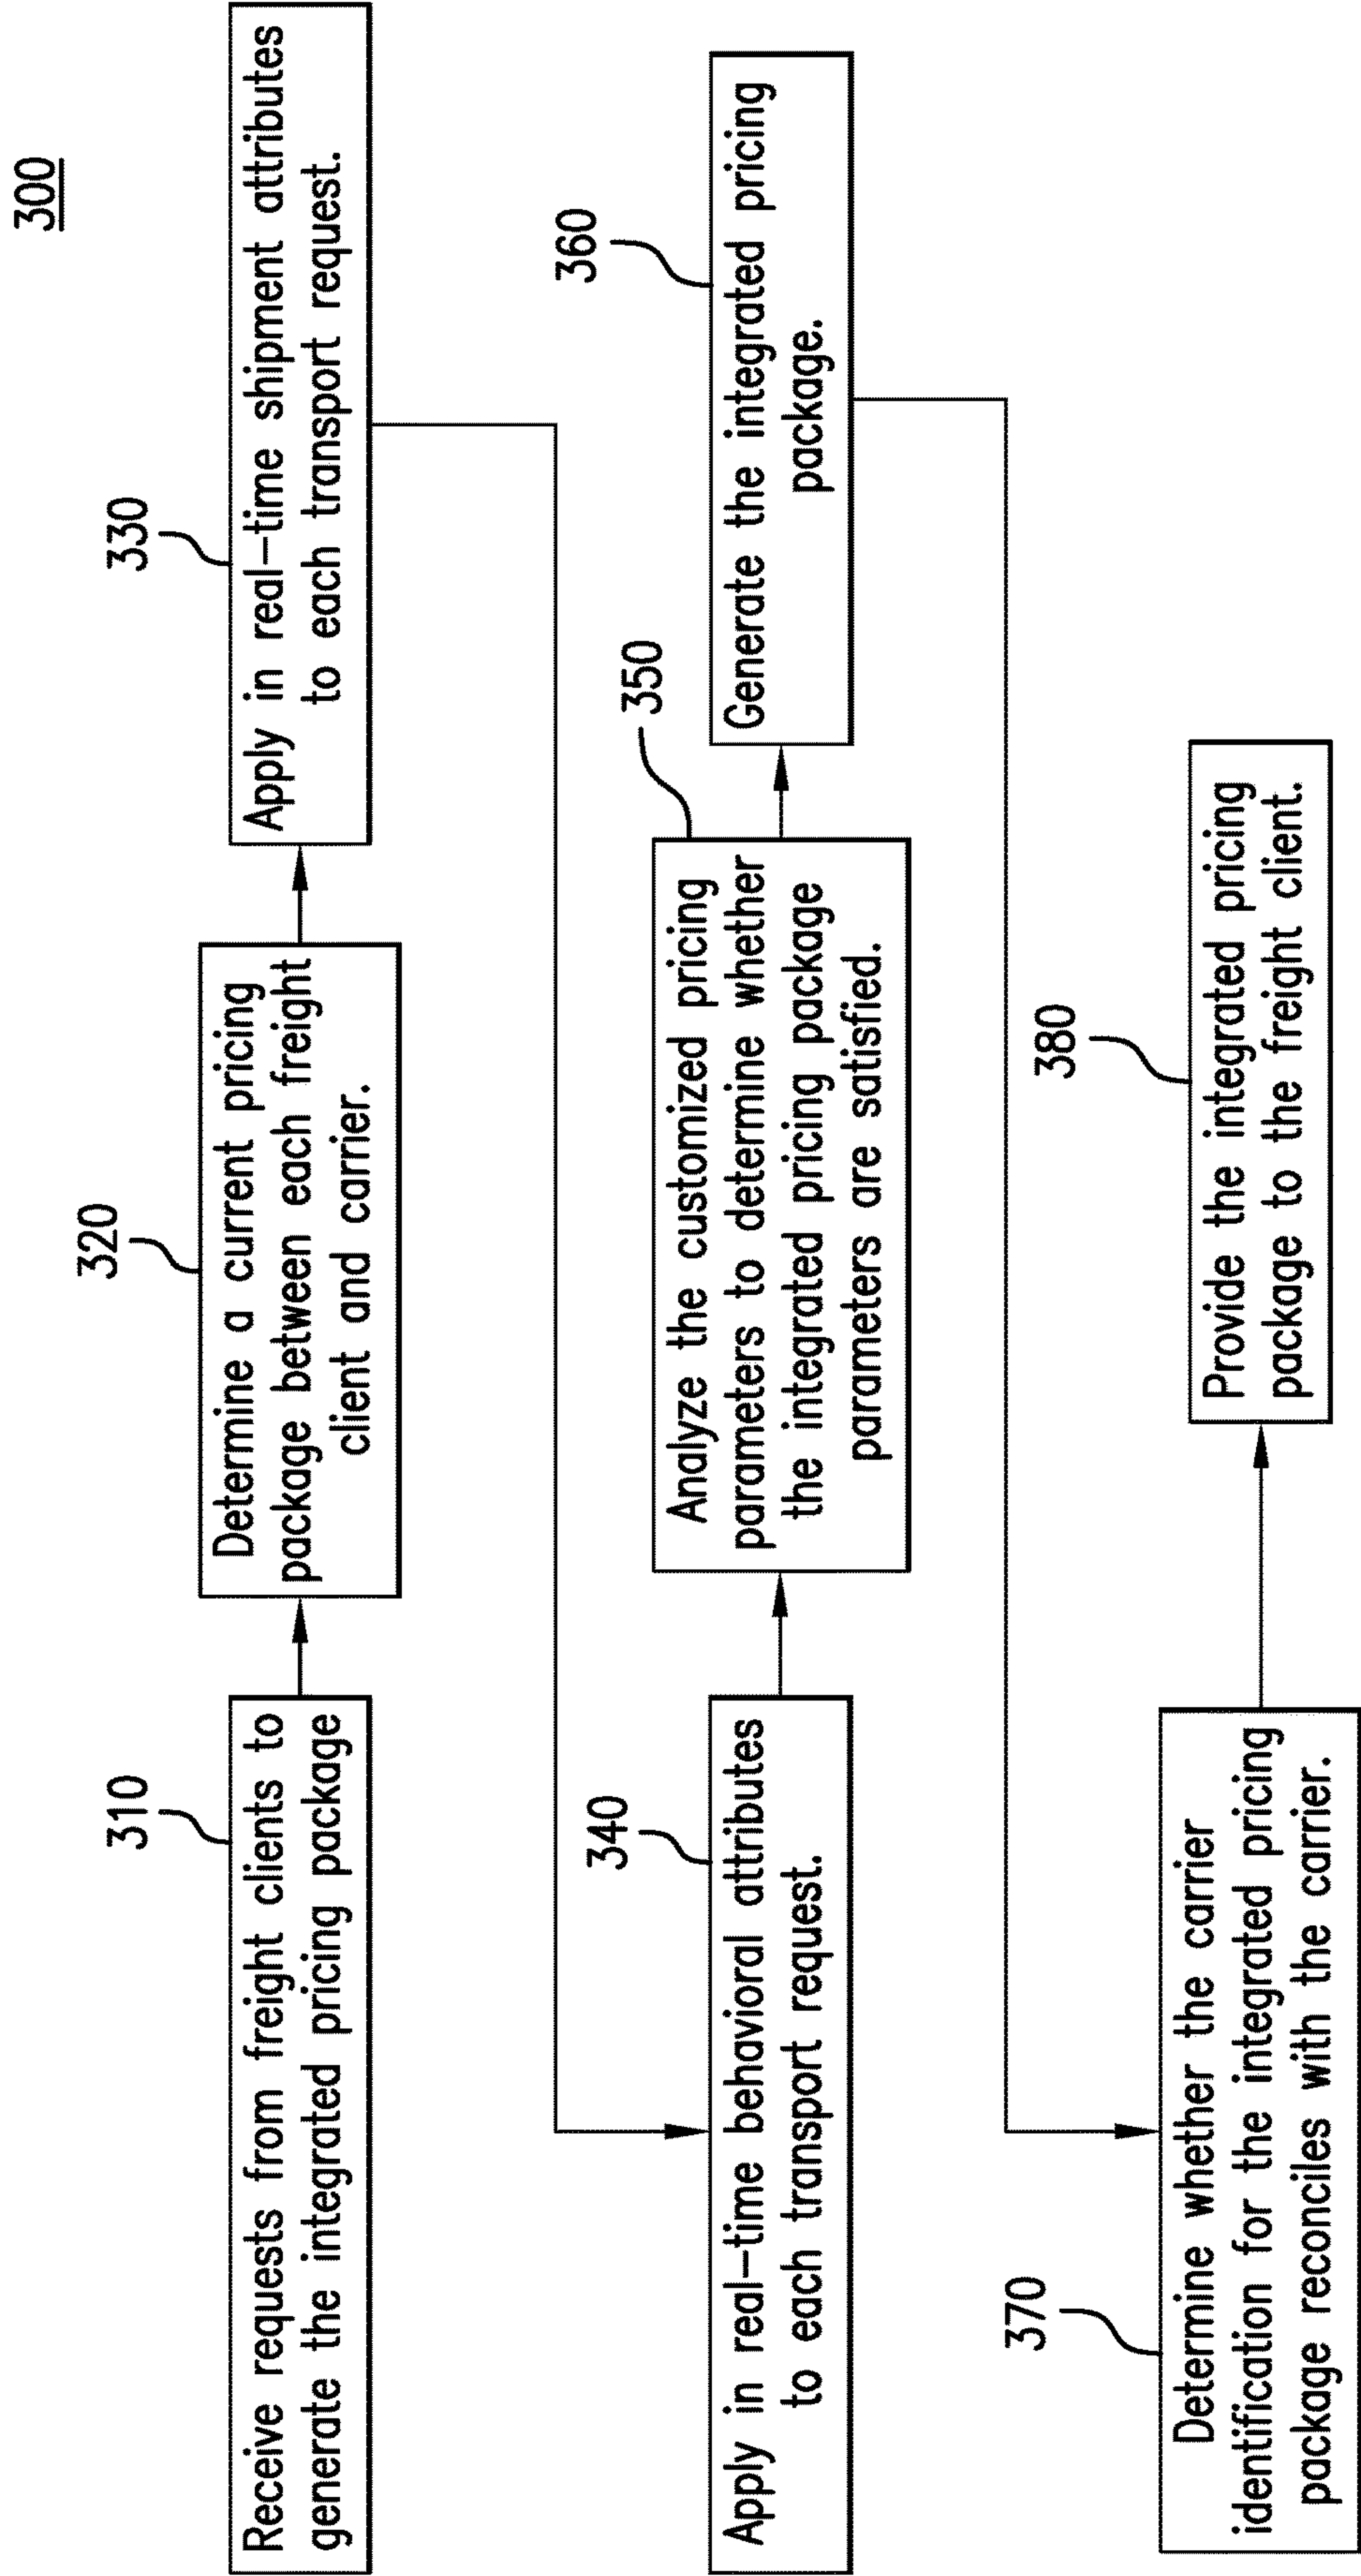 300
310
Receive requests from freight clients to
generate the integrated pricing package
320
Determine a current pricing
package between each freight
client and carrier.
330
Apply in real-time shipment attributes
to each transport request.
340
Apply in real-time behavioral attributes
to each transport request.
350
Analyze the customized pricing
parameters to determine whether
the integrated pricing package
parameters are satisfied.
360
Generate the integrated pricing
package.
370
Determine whether the carrier
identification for the integrated pricing
package reconciles with the carrier.
380
Provide the integrated pricing
package to the freight client.